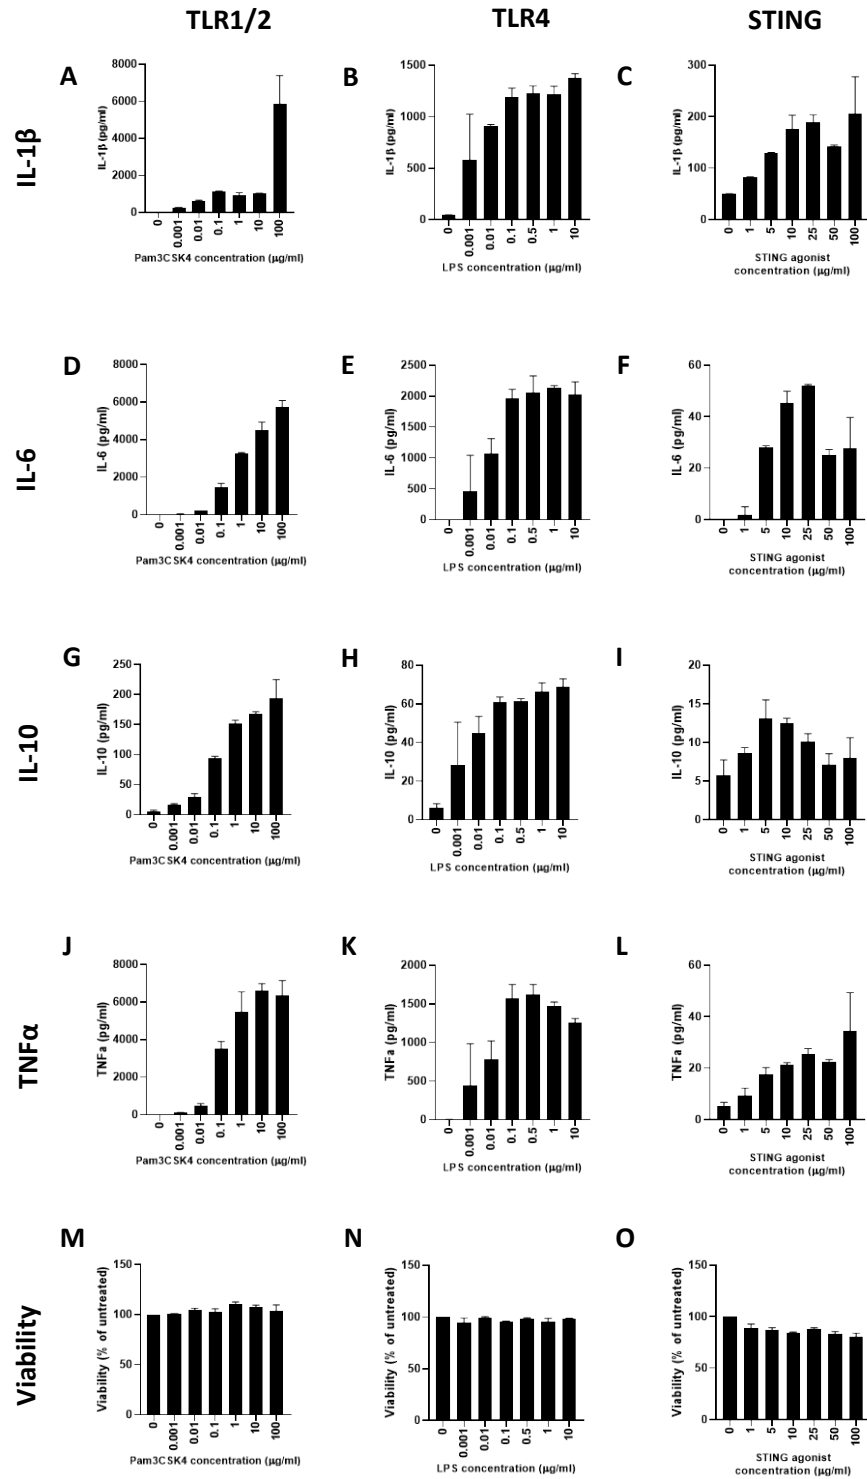 TLR1/2 TLR4 STING
IL-1β
A
IL-1β (pg/ml)
8000
6000
4000
2000
0
0 0.001 0.01 0.1 1 10 100
Pam3CSK4 concentration (μg/ml)
B
IL-1β (pg/ml)
1500
1000
500
0
0 0.001 0.01 0.1 0.5 1 10
LPS concentration (μg/ml)
C
IL-1β (pg/ml)
300
200
100
0
0 1 5 10 25 50 100
STING agonist
concentration (μg/ml)
IL-6
D
IL-6 (pg/ml)
8000
6000
4000
2000
0
0 0.001 0.01 0.1 1 10 100
Pam3CSK4 concentration (μg/ml)
E
IL-6 (pg/ml)
2500
2000
1500
1000
500
0
0 0.001 0.01 0.1 0.5 1 10
LPS concentration (μg/ml)
F
IL-6 (pg/ml)
60
40
20
0
0 1 5 10 25 50 100
STING agonist
concentration (μg/ml)
IL-10
G
IL-10 (pg/ml)
250
200
150
100
50
0
0 0.001 0.01 0.1 1 10 100
Pam3CSK4 concentration (μg/ml)
H
IL-10 (pg/ml)
80
60
40
20
0
0 0.001 0.01 0.1 0.5 1 10
LPS concentration (μg/ml)
I
IL-10 (pg/ml)
20
15
10
5
0
0 1 5 10 25 50 100
STING agonist
concentration (μg/ml)
TNFα
J
TNFa (pg/ml)
8000
6000
4000
2000
0
0 0.001 0.01 0.1 1 10 100
Pam3CSK4 concentration (μg/ml)
K
TNFa (pg/ml)
2000
1500
1000
500
0
0 0.001 0.01 0.1 0.5 1 10
LPS concentration (μg/ml)
L
TNFa (pg/ml)
60
40
20
0
0 1 5 10 25 50 100
STING agonist
concentration (μg/ml)
Viability
M
Viability (% of untreated)
150
100
50
0
0 0.001 0.01 0.1 1 10 100
Pam3CSK4 concentration (μg/ml)
N
Viability (% of untreated)
150
100
50
0
0 0.001 0.01 0.1 0.5 1 10
LPS concentration (μg/ml)
O
Viability (% of untreated)
150
100
50
0
0 1 5 10 25 50 100
STING agonist
concentration (μg/ml)